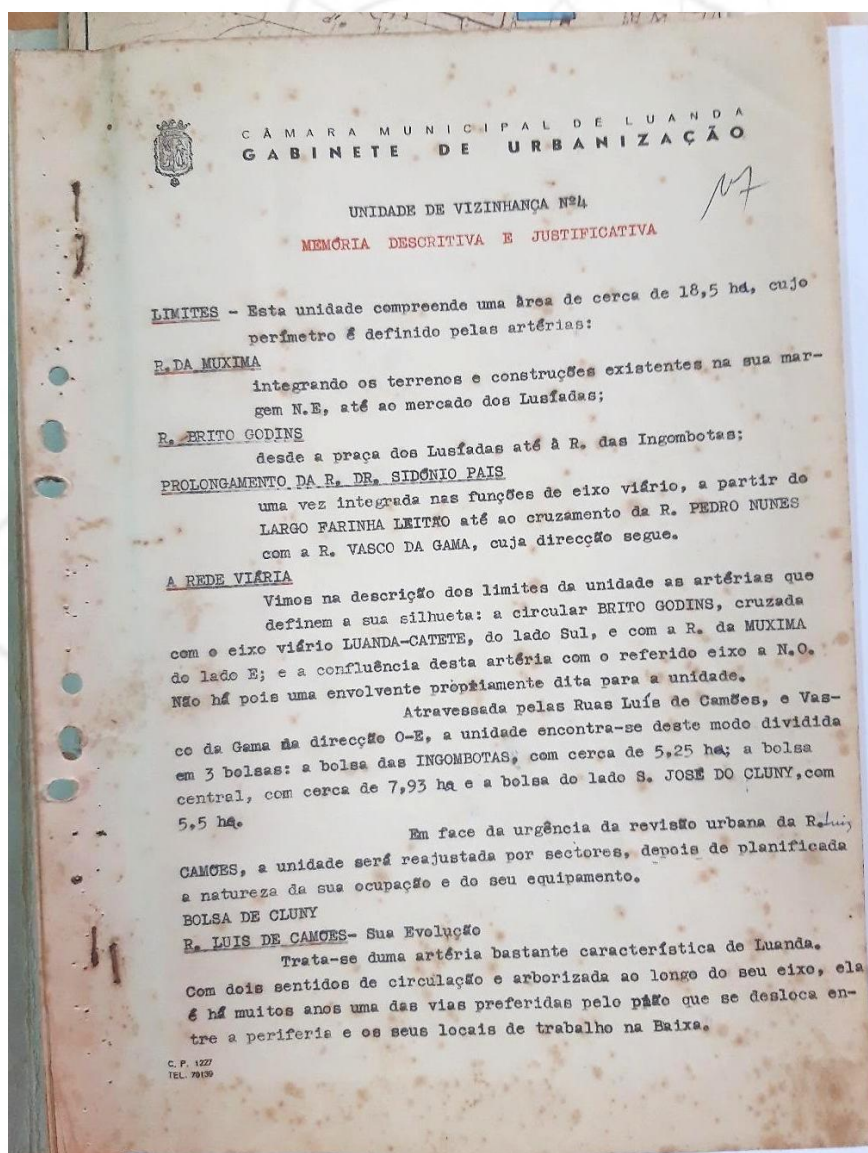 CÂMARA MUNICIPAL DE LUANDA
GABINETE DE URBANIZAÇÃO
UNIDADE DE VIZINHANÇA Nº4
MEMÓRIA DESCRITIVA E JUSTIFICATIVA
LIMITES - Esta unidade compreende uma àrea de cerca de 18,5 ha, cujo
perímetro é definido pelas artérias:
R. DA MUXIMA
integrando os terrenos e construções existentes na sua mar-
gem N.E, até ao mercado dos Lusíadas;
R. BRITO GODINS
desde a praça dos Lusíadas até à R. das Ingombotas;
PROLONGAMENTO DA R. DR. SIDÓNIO PAIS
uma vez integrada nas funções de eixo viário, a partir do
LARGO FARINHA LEITÃO até ao cruzamento da R. PEDRO NUNES
com a R. VASCO DA GAMA, cuja direcção segue.
A REDE VIÁRIA
Vimos na descrição dos limites da unidade as artérias que
definem a sua silhueta: a circular BRITO GODINS, cruzada
com o eixo viário LUANDA-CATETE, do lado Sul, e com a R. da MUXIMA
do lado E; e a confluência desta artéria com o referido eixo a N.O.
Não há pois uma envolvente pròpriamente dita para a unidade.
Atravessada pelas Ruas Luís de Camões, e Vas-
co da Gama na direcção O-E, a unidade encontra-se deste modo dividida
em 3 bolsas: a bolsa das INGOMBOTAS, com cerca de 5,25 ha; a bolsa
central, com cerca de 7,93 ha e a bolsa do lado S. JOSÉ DO CLUNY, com
5,5 ha.
Em face da urgência da revisão urbana da R. Luiz
CAMÕES, a unidade será reajustada por sectores, depois de planificada
a natureza da sua ocupação e do seu equipamento.
BOLSA DE CLUNY
R. LUIS DE CAMÕES- Sua Evolução
Trata-se duma artéria bastante característica de Luanda.
Com dois sentidos de circulação e arborizada ao longo do seu eixo, ela
é há muitos anos uma das vias preferidas pelo pião que se desloca en-
tre a periferia e os seus locais de trabalho na Baixa.
C. P. 1227
TEL. 70139